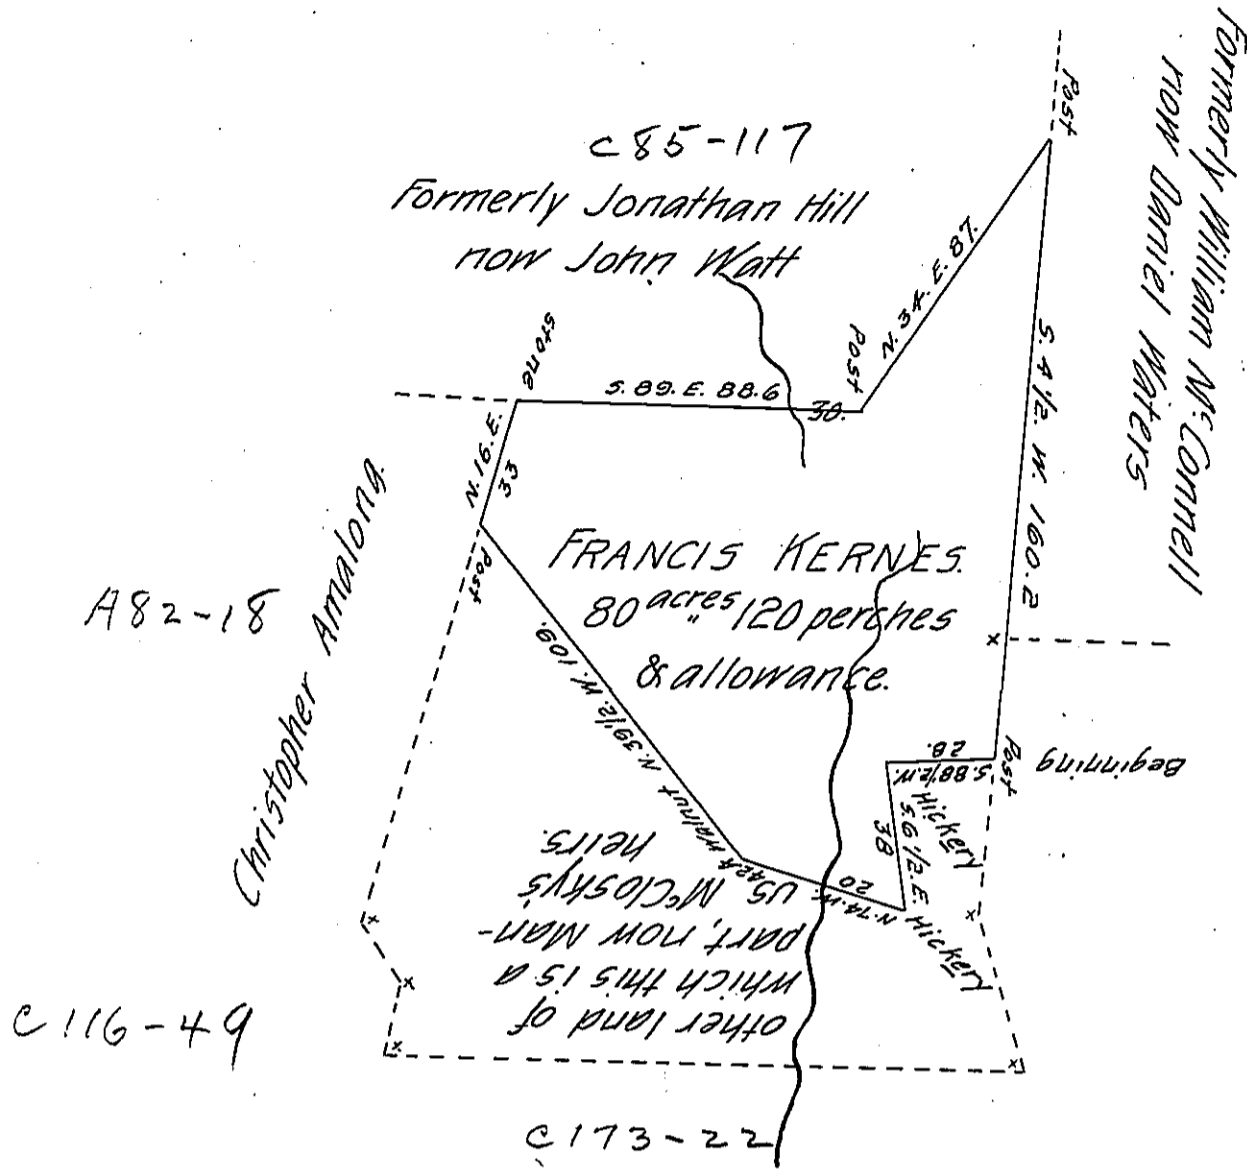 Formerly William McConnell
now Daniel Waters
C85-117
Formerly Jonathan Hill
now John Watt
Post
N. 34. E. 87.
Post
Stone
S. 89. E. 88.6
30.
S. 4 1/2. W. 160.2
N. 16. E.
33
Post
Christopher Amalong.
A82-18
FRANCIS KERNES.
80 acres 120 perches
& allowance.
N. 39 1/2. W. 109.
Walnut
Beginning
Post
S. 88 1/2. W.
28.
Hickery
S. 6 1/2. E.
38
Hickery
N. 74. W.
20
42A
other land of
which this is a
part, now Man-
us McCloskys
heirs.
C116-49
C173-22